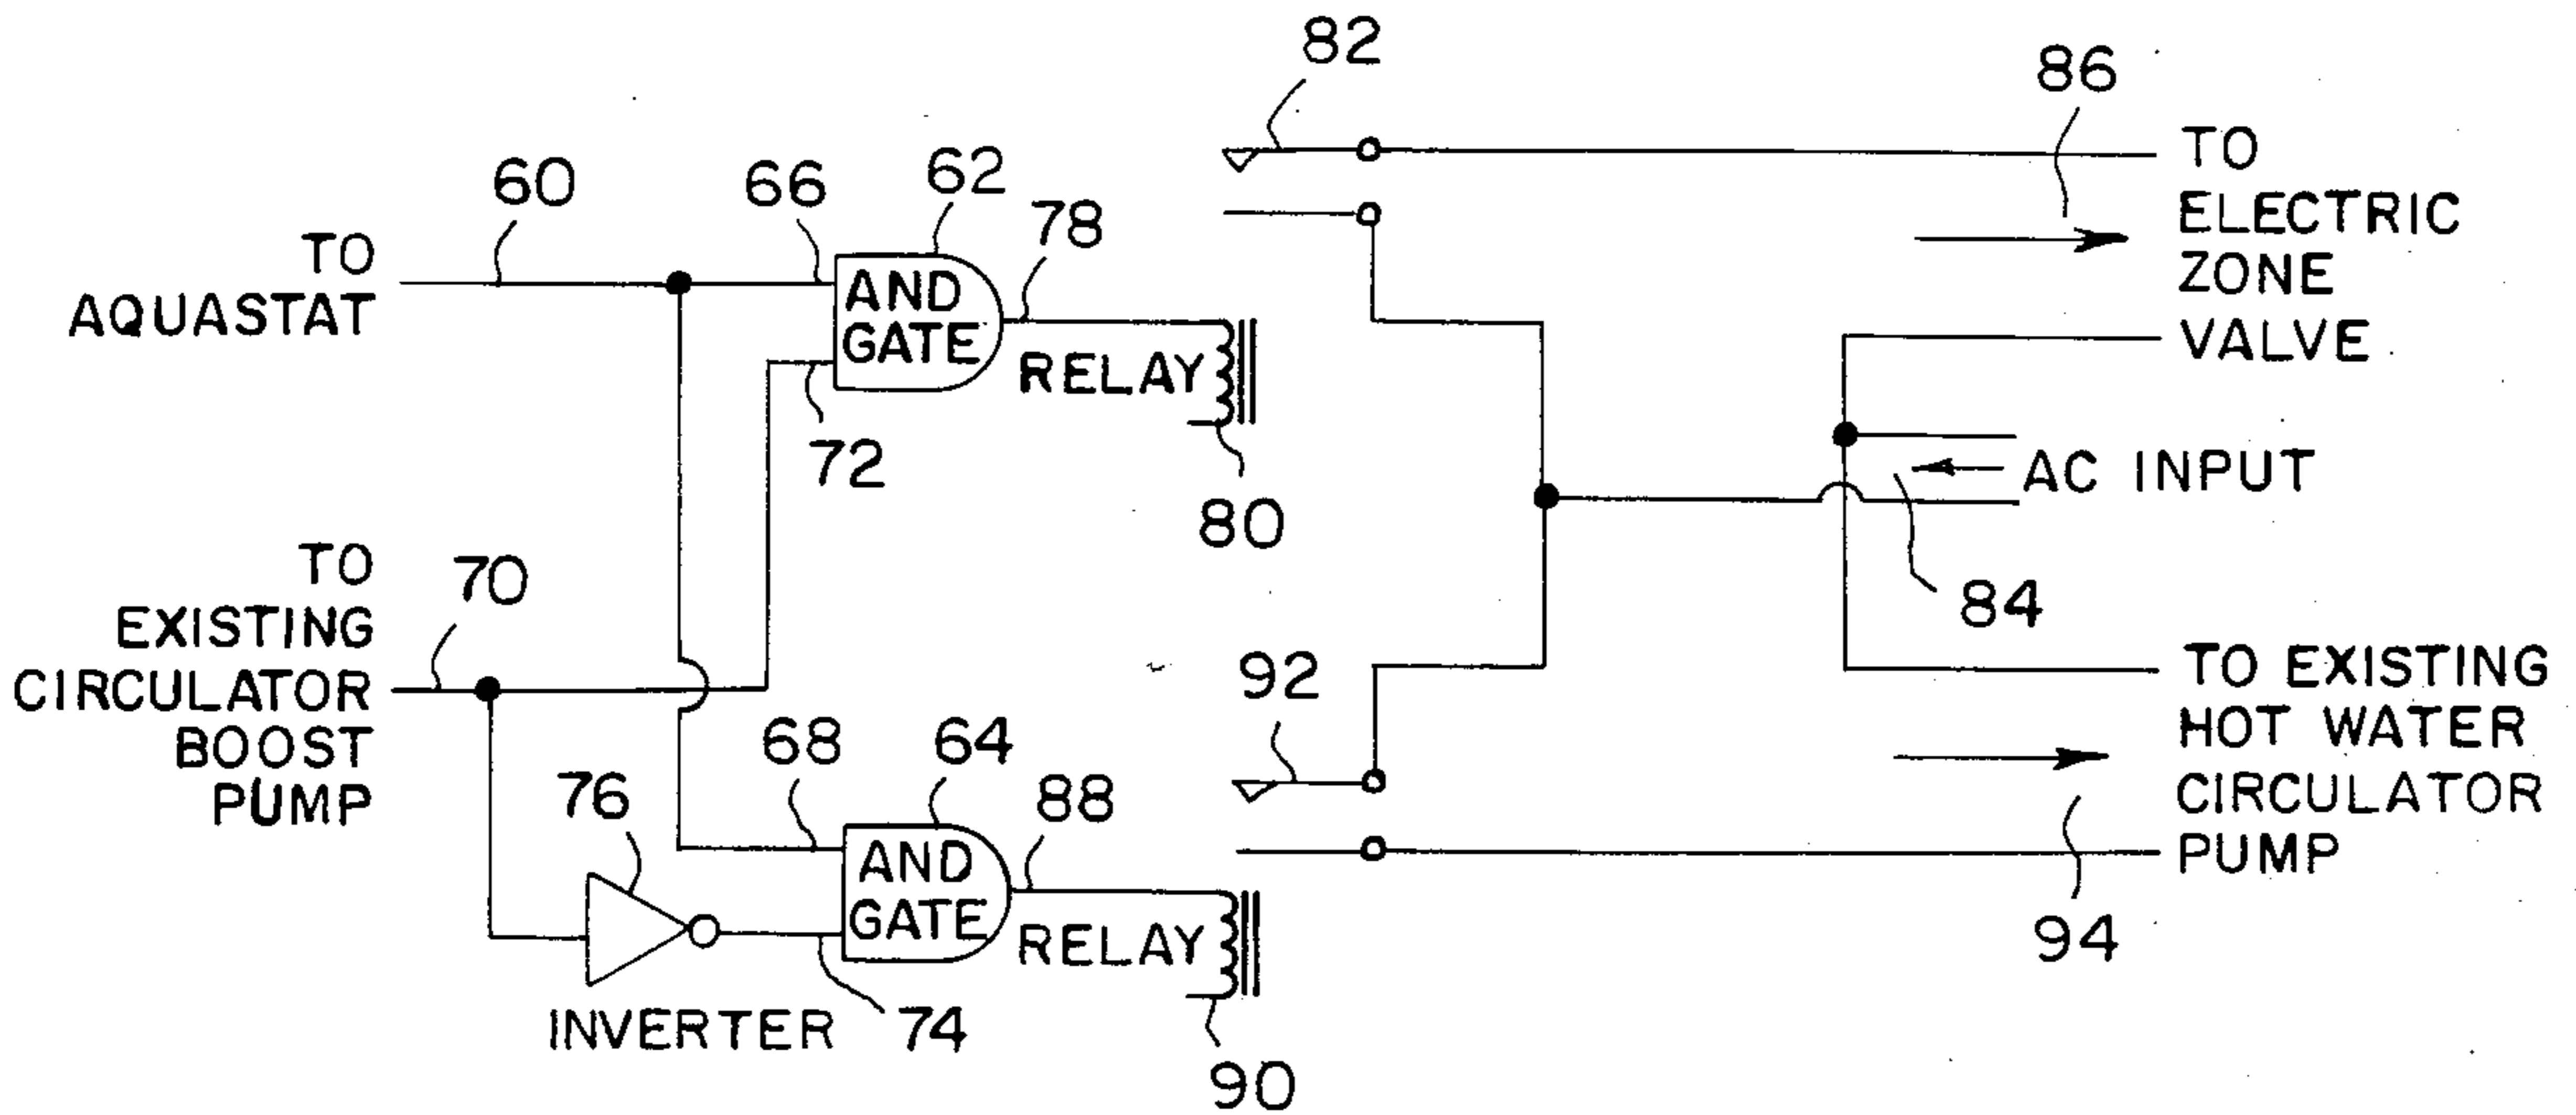 82
86
TO
ELECTRIC
ZONE
VALVE
60
66
62
78
TO
AQUASTAT
AND
GATE
RELAY
72
80
AC INPUT
84
TO
EXISTING
CIRCULATOR
BOOST
PUMP
70
92
TO EXISTING
HOT WATER
CIRCULATOR
PUMP
68
64
88
76
AND
GATE
RELAY
94
INVERTER
74
90